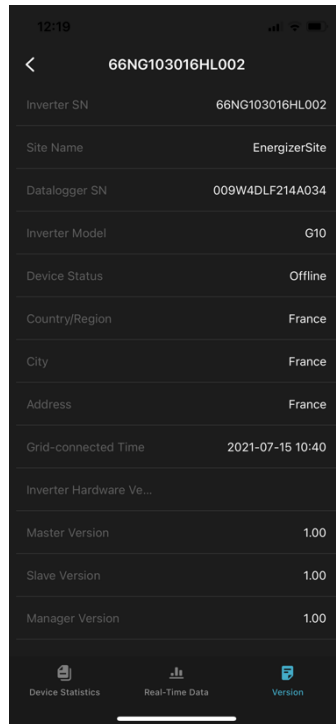 12:19
66NG103016HL002
Inverter SN 66NG103016HL002
Site Name EnergizerSite
Datalogger SN 009W4DLF214A034
Inverter Model G10
Device Status Offline
Country/Region France
City France
Address France
Grid-connected Time 2021-07-15 10:40
Inverter Hardware Ve...
Master Version 1.00
Slave Version 1.00
Manager Version 1.00
Device Statistics Real-Time Data Version